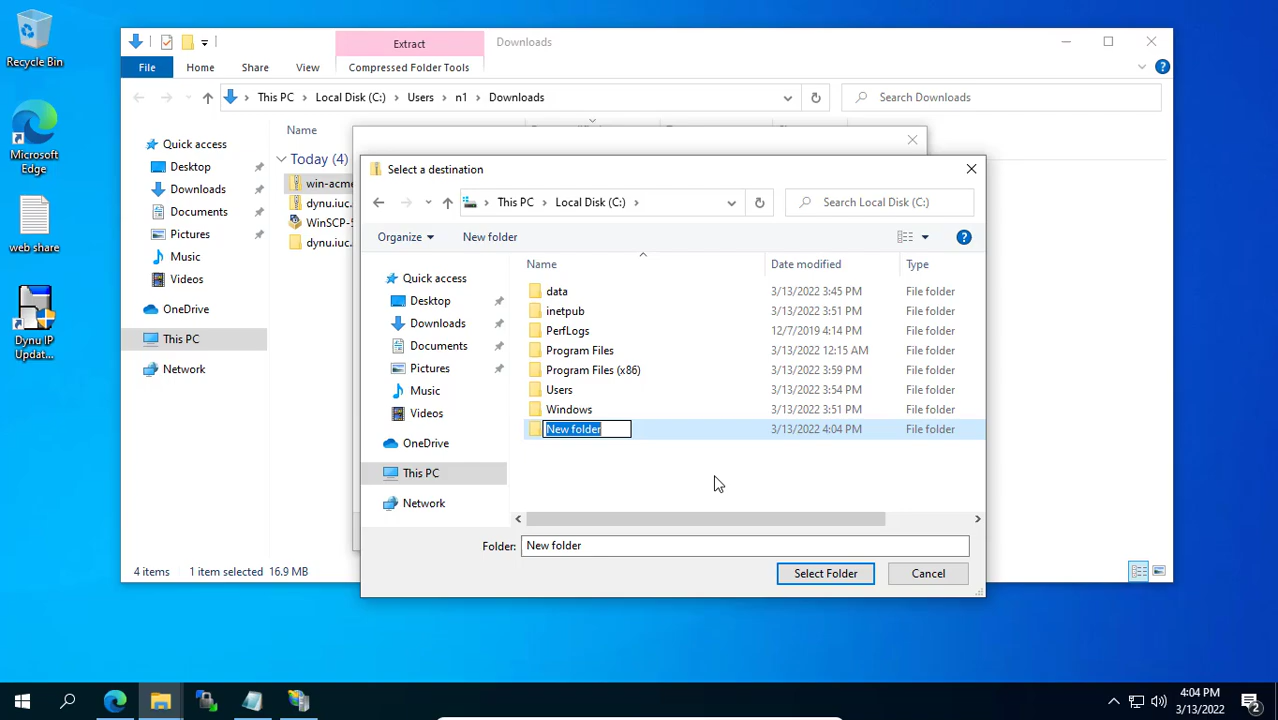 Recycle Bin
Microsoft Edge
web share
Dynu IP Updat...
Extract
Downloads
File
Home
Share
View
Compressed Folder Tools
This PC
Local Disk (C:)
Users
n1
Downloads
Search Downloads
Quick access
Desktop
Downloads
Documents
Pictures
Music
Videos
OneDrive
This PC
Network
Name
Today (4)
win-acme
dynu.iuc.
WinSCP-5
dynu.iuc.
4 items
1 item selected 16.9 MB
Select a destination
This PC
Local Disk (C:)
Search Local Disk (C:)
Organize
New folder
Quick access
Desktop
Downloads
Documents
Pictures
Music
Videos
OneDrive
This PC
Network
Name Date modified Type
data 3/13/2022 3:45 PM File folder
inetpub 3/13/2022 3:51 PM File folder
PerfLogs 12/7/2019 4:14 PM File folder
Program Files 3/13/2022 12:15 AM File folder
Program Files (x86) 3/13/2022 3:59 PM File folder
Users 3/13/2022 3:54 PM File folder
Windows 3/13/2022 3:51 PM File folder
New folder 3/13/2022 4:04 PM File folder
Folder: New folder
Select Folder
Cancel
4:04 PM
3/13/2022
2